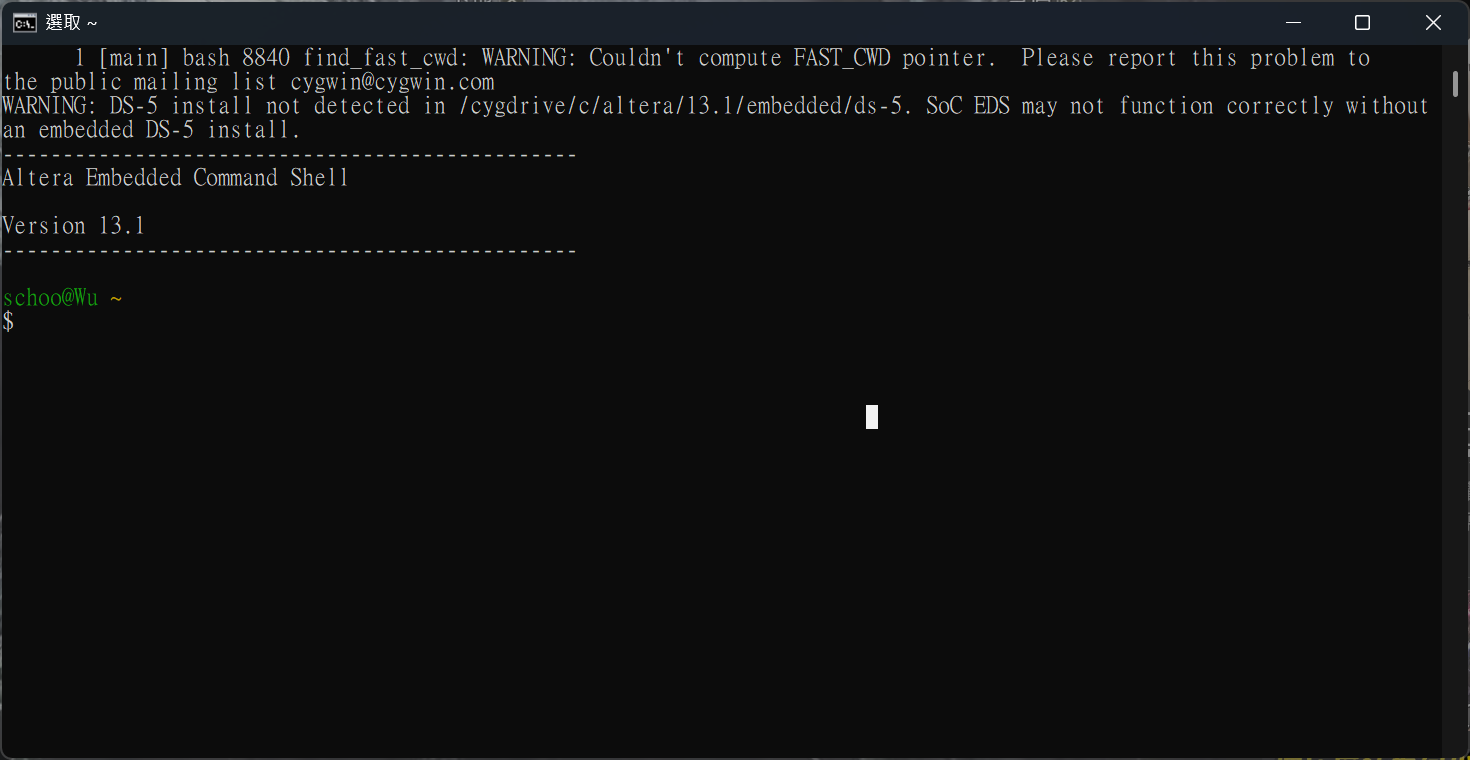 選取 ~
1 [main] bash 8840 find_fast_cwd: WARNING: Couldn't compute FAST_CWD pointer.  Please report this problem to
the public mailing list cygwin@cygwin.com
WARNING: DS-5 install not detected in /cygdrive/c/altera/13.1/embedded/ds-5. SoC EDS may not function correctly without
an embedded DS-5 install.
------------------------------------------------
Altera Embedded Command Shell
Version 13.1
------------------------------------------------
schoo@Wu ~
$